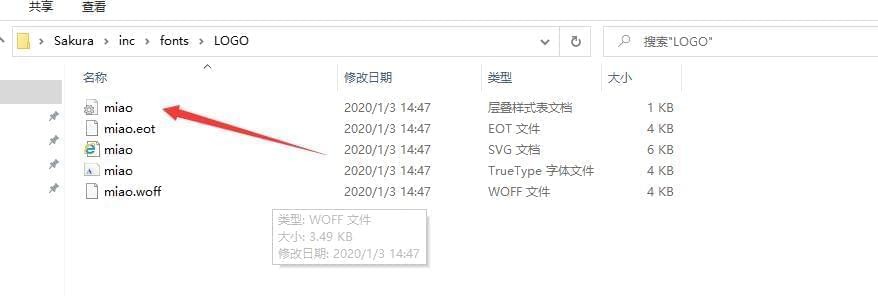 共享 查看
Sakura › inc › fonts › LOGO 搜索"LOGO"
名称 修改日期 类型 大小
miao 2020/1/3 14:47 层叠样式表文档 1 KB
miao.eot 2020/1/3 14:47 EOT 文件 4 KB
miao 2020/1/3 14:47 SVG 文档 6 KB
miao 2020/1/3 14:47 TrueType 字体文件 4 KB
miao.woff 2020/1/3 14:47 WOFF 文件 4 KB
类型: WOFF 文件
大小: 3.49 KB
修改日期: 2020/1/3 14:47